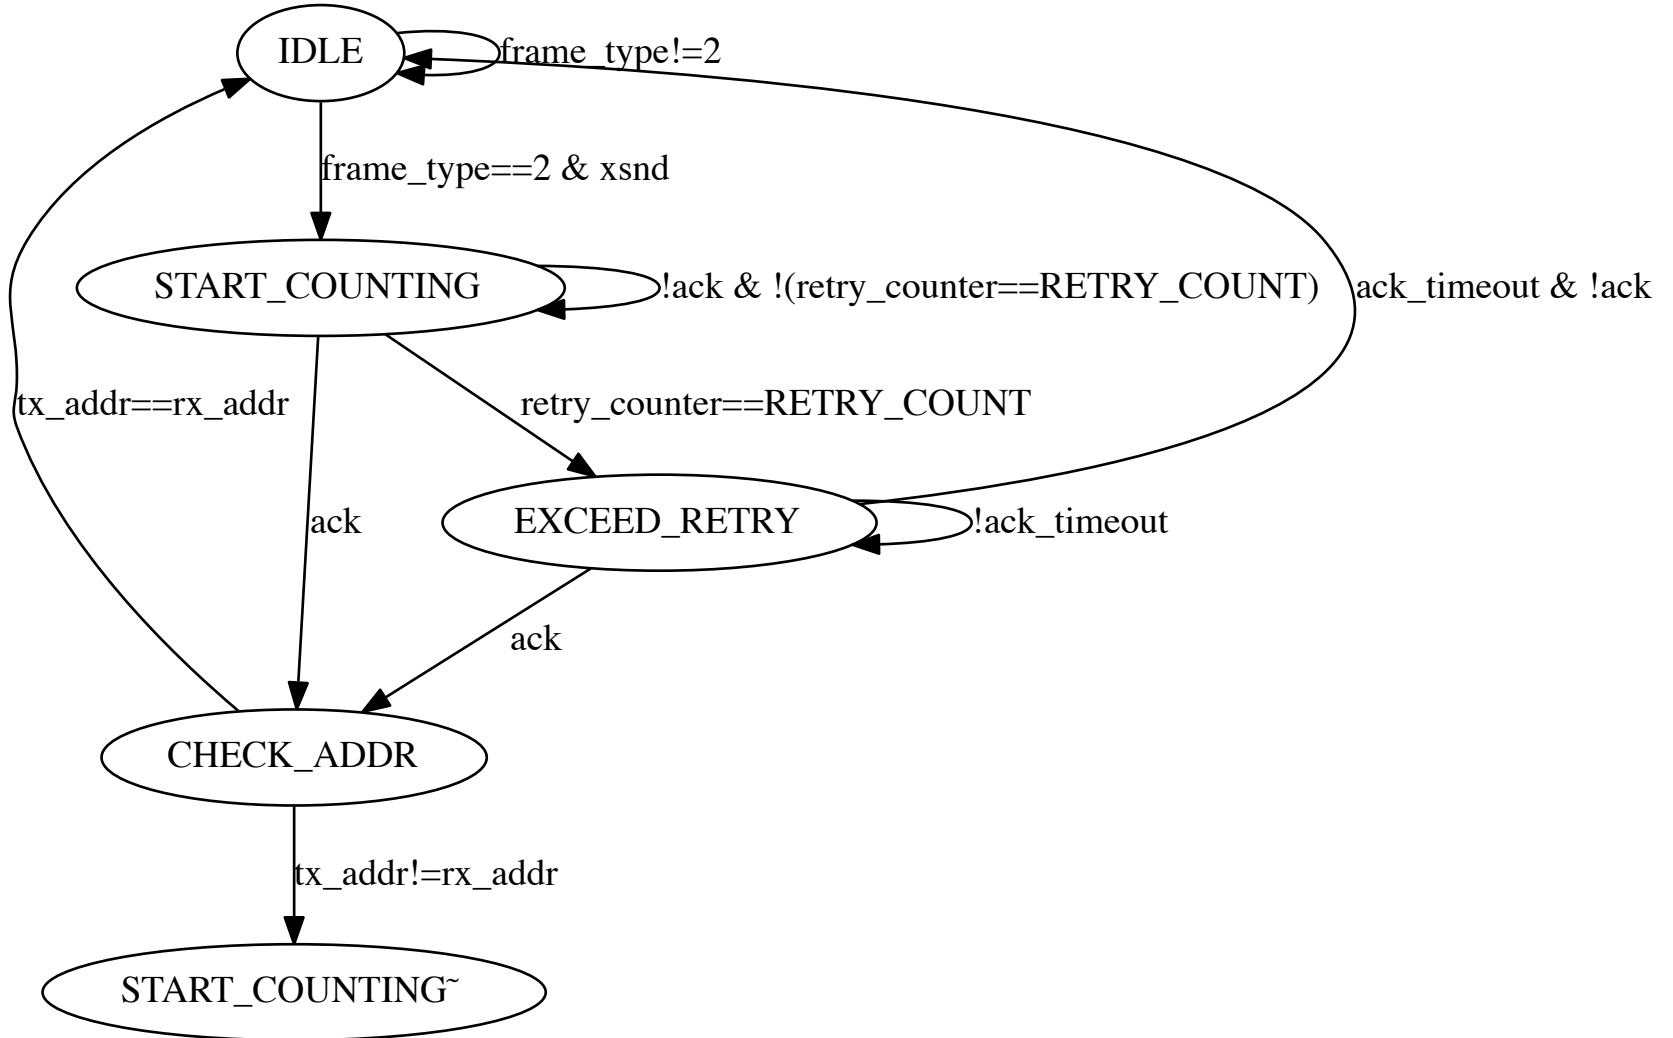 IDLE
frame_type!=2
frame_type==2 & xsnd
START_COUNTING
!ack & !(retry_counter==RETRY_COUNT)
ack_timeout & !ack
tx_addr==rx_addr
retry_counter==RETRY_COUNT
ack
EXCEED_RETRY
!ack_timeout
ack
CHECK_ADDR
tx_addr!=rx_addr
START_COUNTING~